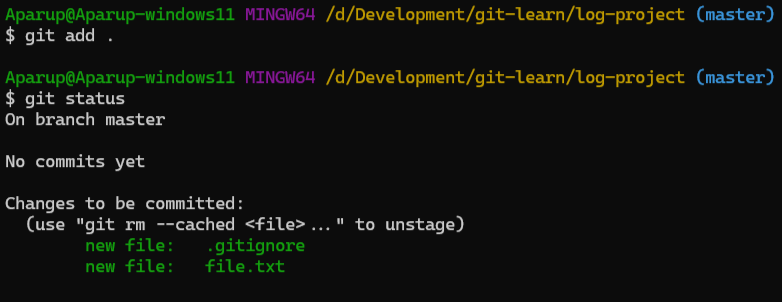 Aparup@Aparup-windows11 MINGW64 /d/Development/git-learn/log-project (master)
$ git add .
Aparup@Aparup-windows11 MINGW64 /d/Development/git-learn/log-project (master)
$ git status
On branch master
No commits yet
Changes to be committed:
(use "git rm --cached <file>..." to unstage)
new file:   .gitignore
new file:   file.txt